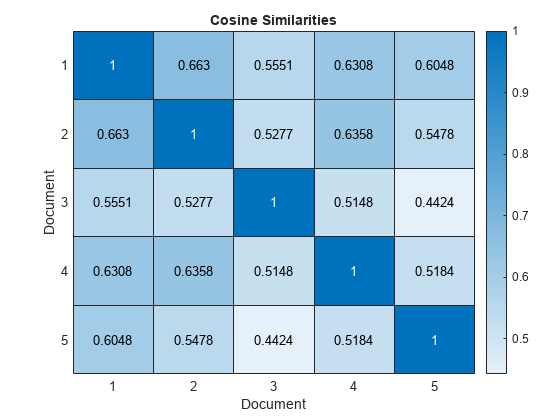 Cosine Similarities
1 1 0.663 0.5551 0.6308 0.6048
2 0.663 1 0.5277 0.6358 0.5478
3 0.5551 0.5277 1 0.5148 0.4424
4 0.6308 0.6358 0.5148 1 0.5184
5 0.6048 0.5478 0.4424 0.5184 1
1 2 3 4 5
Document
Document
1
0.9
0.8
0.7
0.6
0.5